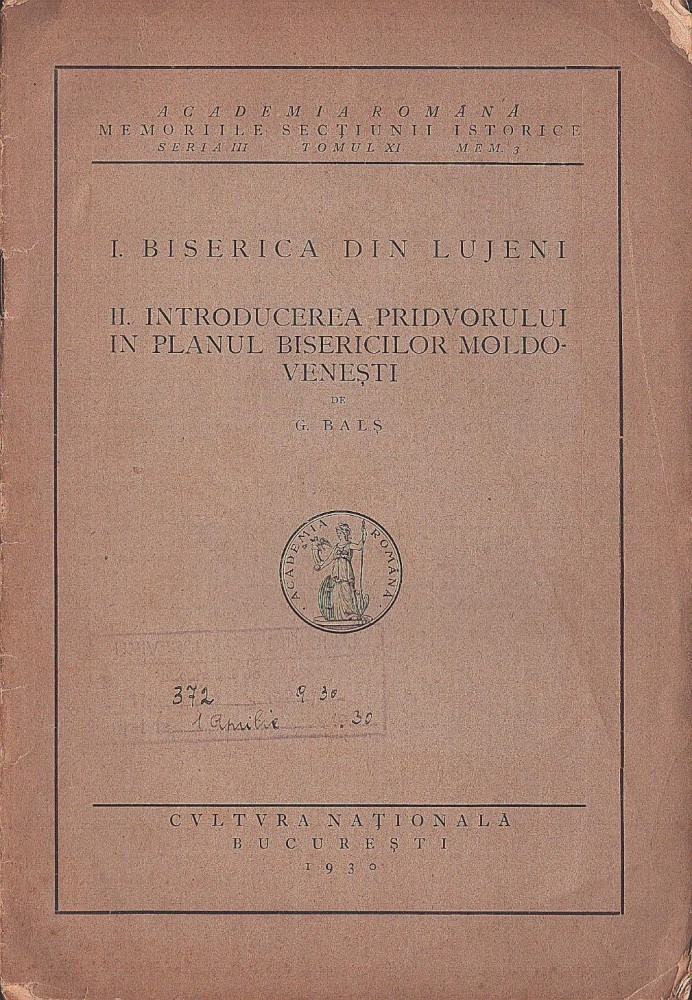 ACADEMIA ROMÂNĂ
MEMORIILE SECȚIUNII ISTORICE
SERIA III TOMUL XI MEM. 3
I. BISERICA DIN LUJENI
II. INTRODUCEREA PRIDVORULUI
IN PLANUL BISERICILOR MOLDO-
VENEȘTI
DE
G. BALȘ
ACADEMIA ROMÂNĂ
372 9 30
1 Aprilie 30
CVLTVRA NAȚIONALĂ
BUCUREȘTI
1930